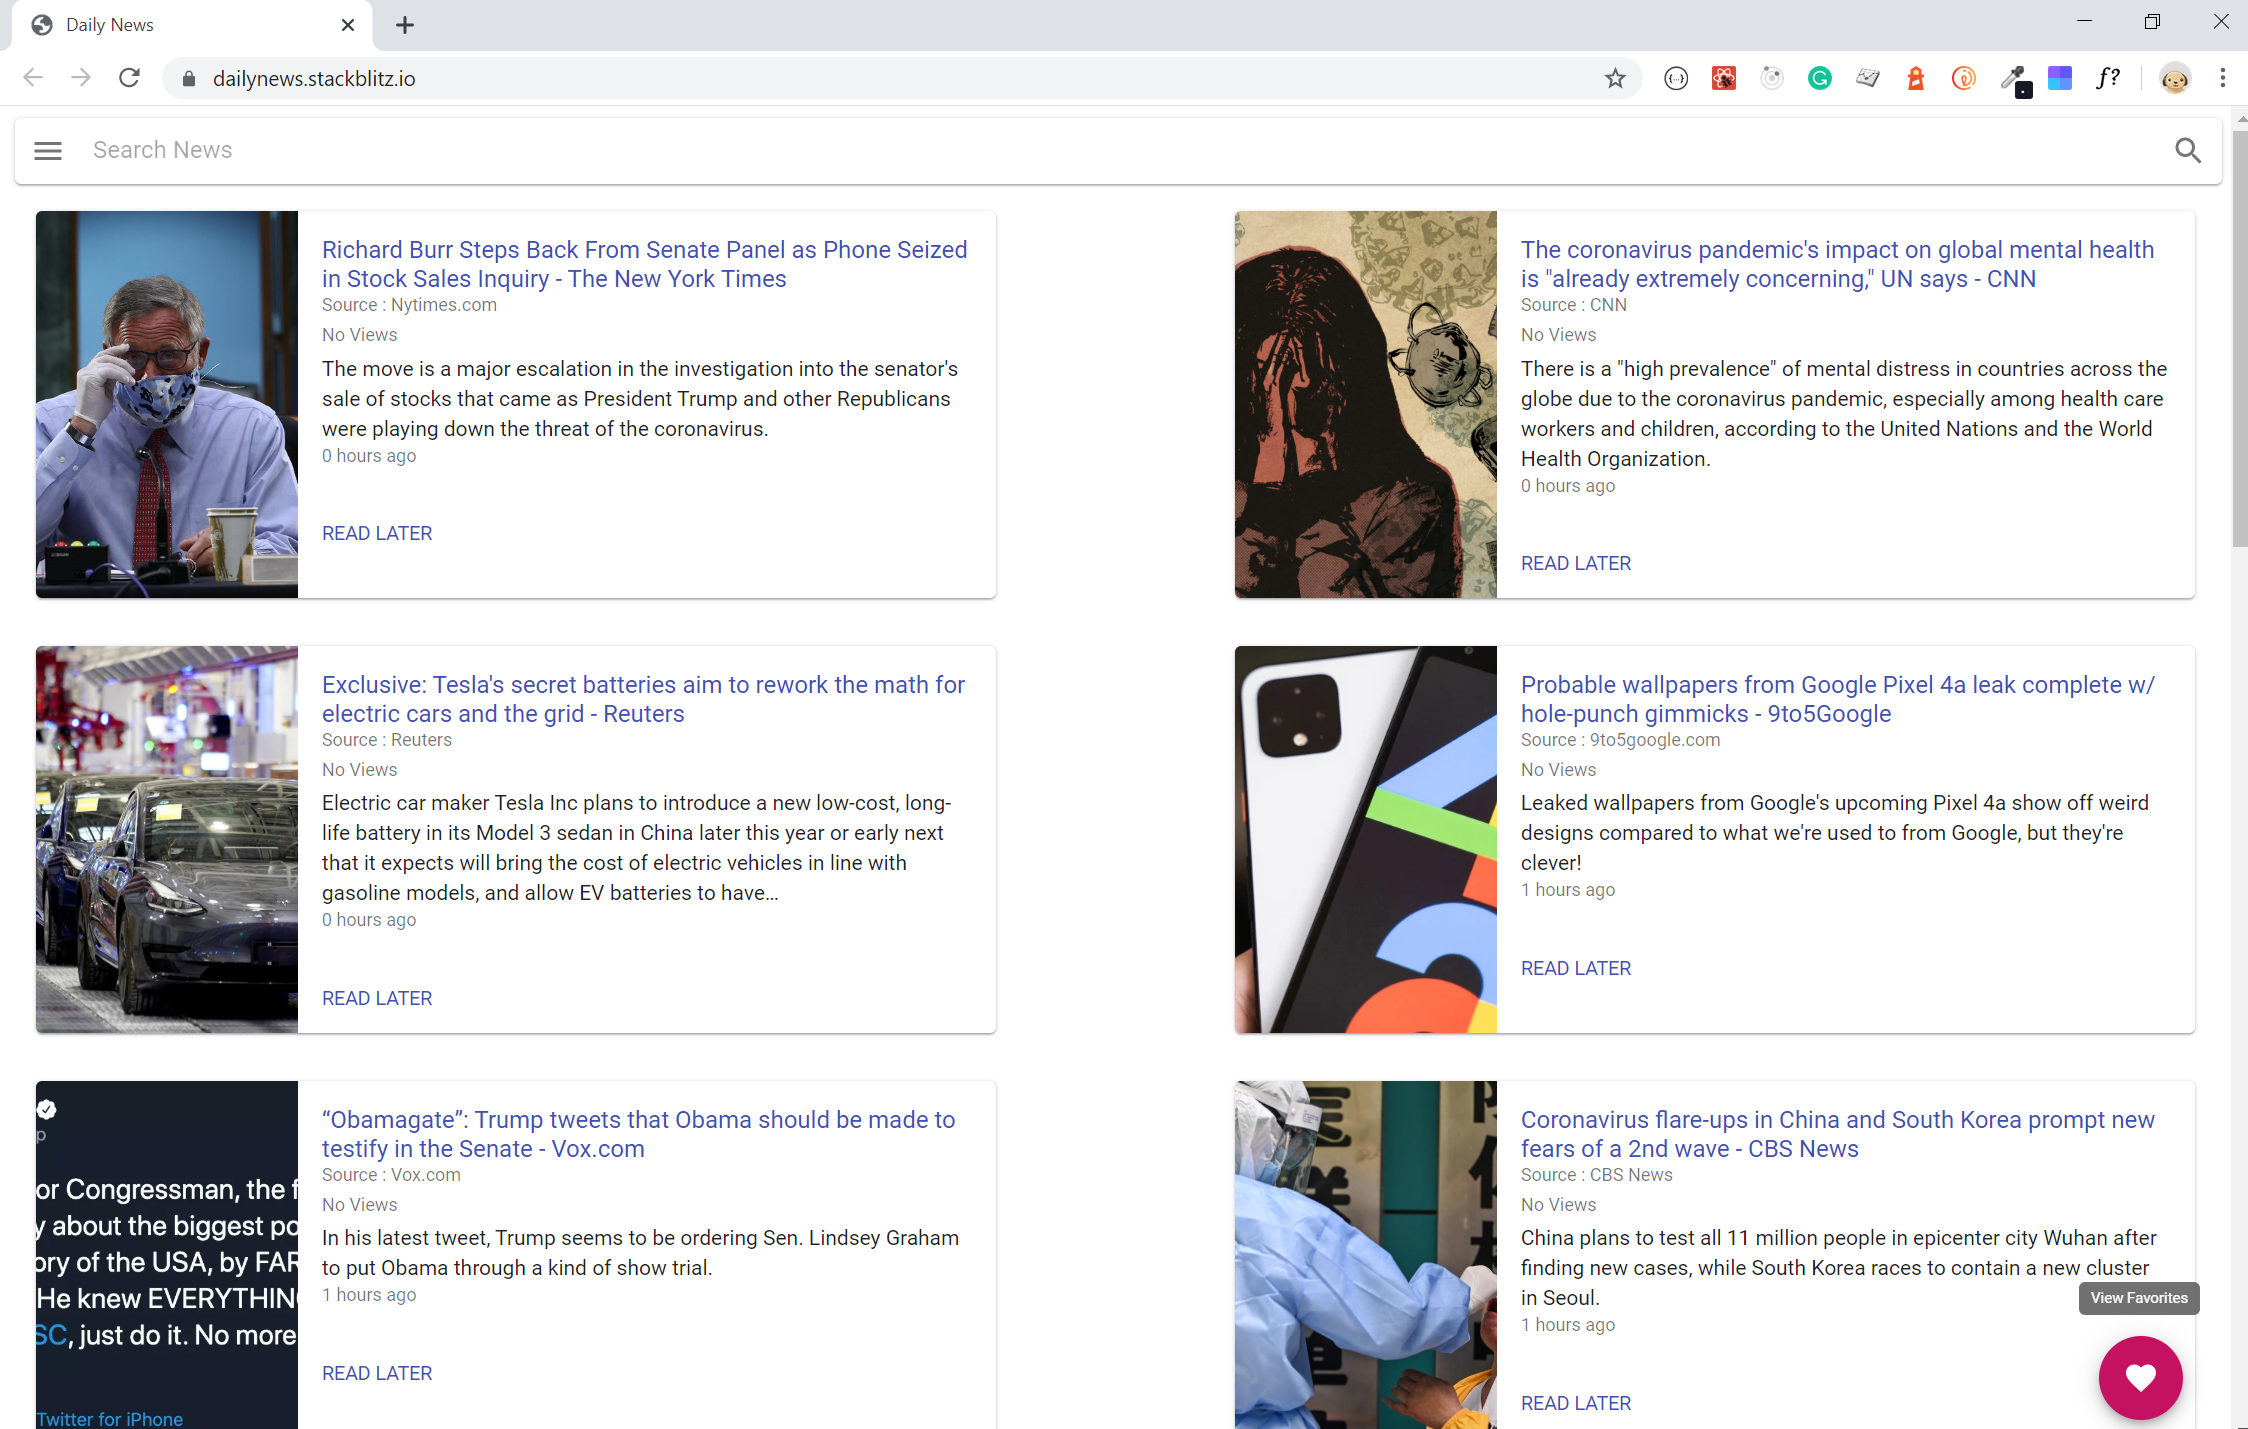 Daily News
dailynews.stackblitz.io
f?
Search News
Richard Burr Steps Back From Senate Panel as Phone Seized
in Stock Sales Inquiry - The New York Times
Source : Nytimes.com
No Views
The move is a major escalation in the investigation into the senator's
sale of stocks that came as President Trump and other Republicans
were playing down the threat of the coronavirus.
0 hours ago
READ LATER
The coronavirus pandemic's impact on global mental health
is "already extremely concerning," UN says - CNN
Source : CNN
No Views
There is a "high prevalence" of mental distress in countries across the
globe due to the coronavirus pandemic, especially among health care
workers and children, according to the United Nations and the World
Health Organization.
0 hours ago
READ LATER
Exclusive: Tesla's secret batteries aim to rework the math for
electric cars and the grid - Reuters
Source : Reuters
No Views
Electric car maker Tesla Inc plans to introduce a new low-cost, long-
life battery in its Model 3 sedan in China later this year or early next
that it expects will bring the cost of electric vehicles in line with
gasoline models, and allow EV batteries to have…
0 hours ago
READ LATER
Probable wallpapers from Google Pixel 4a leak complete w/
hole-punch gimmicks - 9to5Google
Source : 9to5google.com
No Views
Leaked wallpapers from Google's upcoming Pixel 4a show off weird
designs compared to what we're used to from Google, but they're
clever!
1 hours ago
READ LATER
p
or Congressman, the f
y about the biggest po
ory of the USA, by FAR
He knew EVERYTHING
SC, just do it. No more
Twitter for iPhone
“Obamagate”: Trump tweets that Obama should be made to
testify in the Senate - Vox.com
Source : Vox.com
No Views
In his latest tweet, Trump seems to be ordering Sen. Lindsey Graham
to put Obama through a kind of show trial.
1 hours ago
READ LATER
Coronavirus flare-ups in China and South Korea prompt new
fears of a 2nd wave - CBS News
Source : CBS News
No Views
China plans to test all 11 million people in epicenter city Wuhan after
finding new cases, while South Korea races to contain a new cluster
in Seoul.
1 hours ago
READ LATER
View Favorites